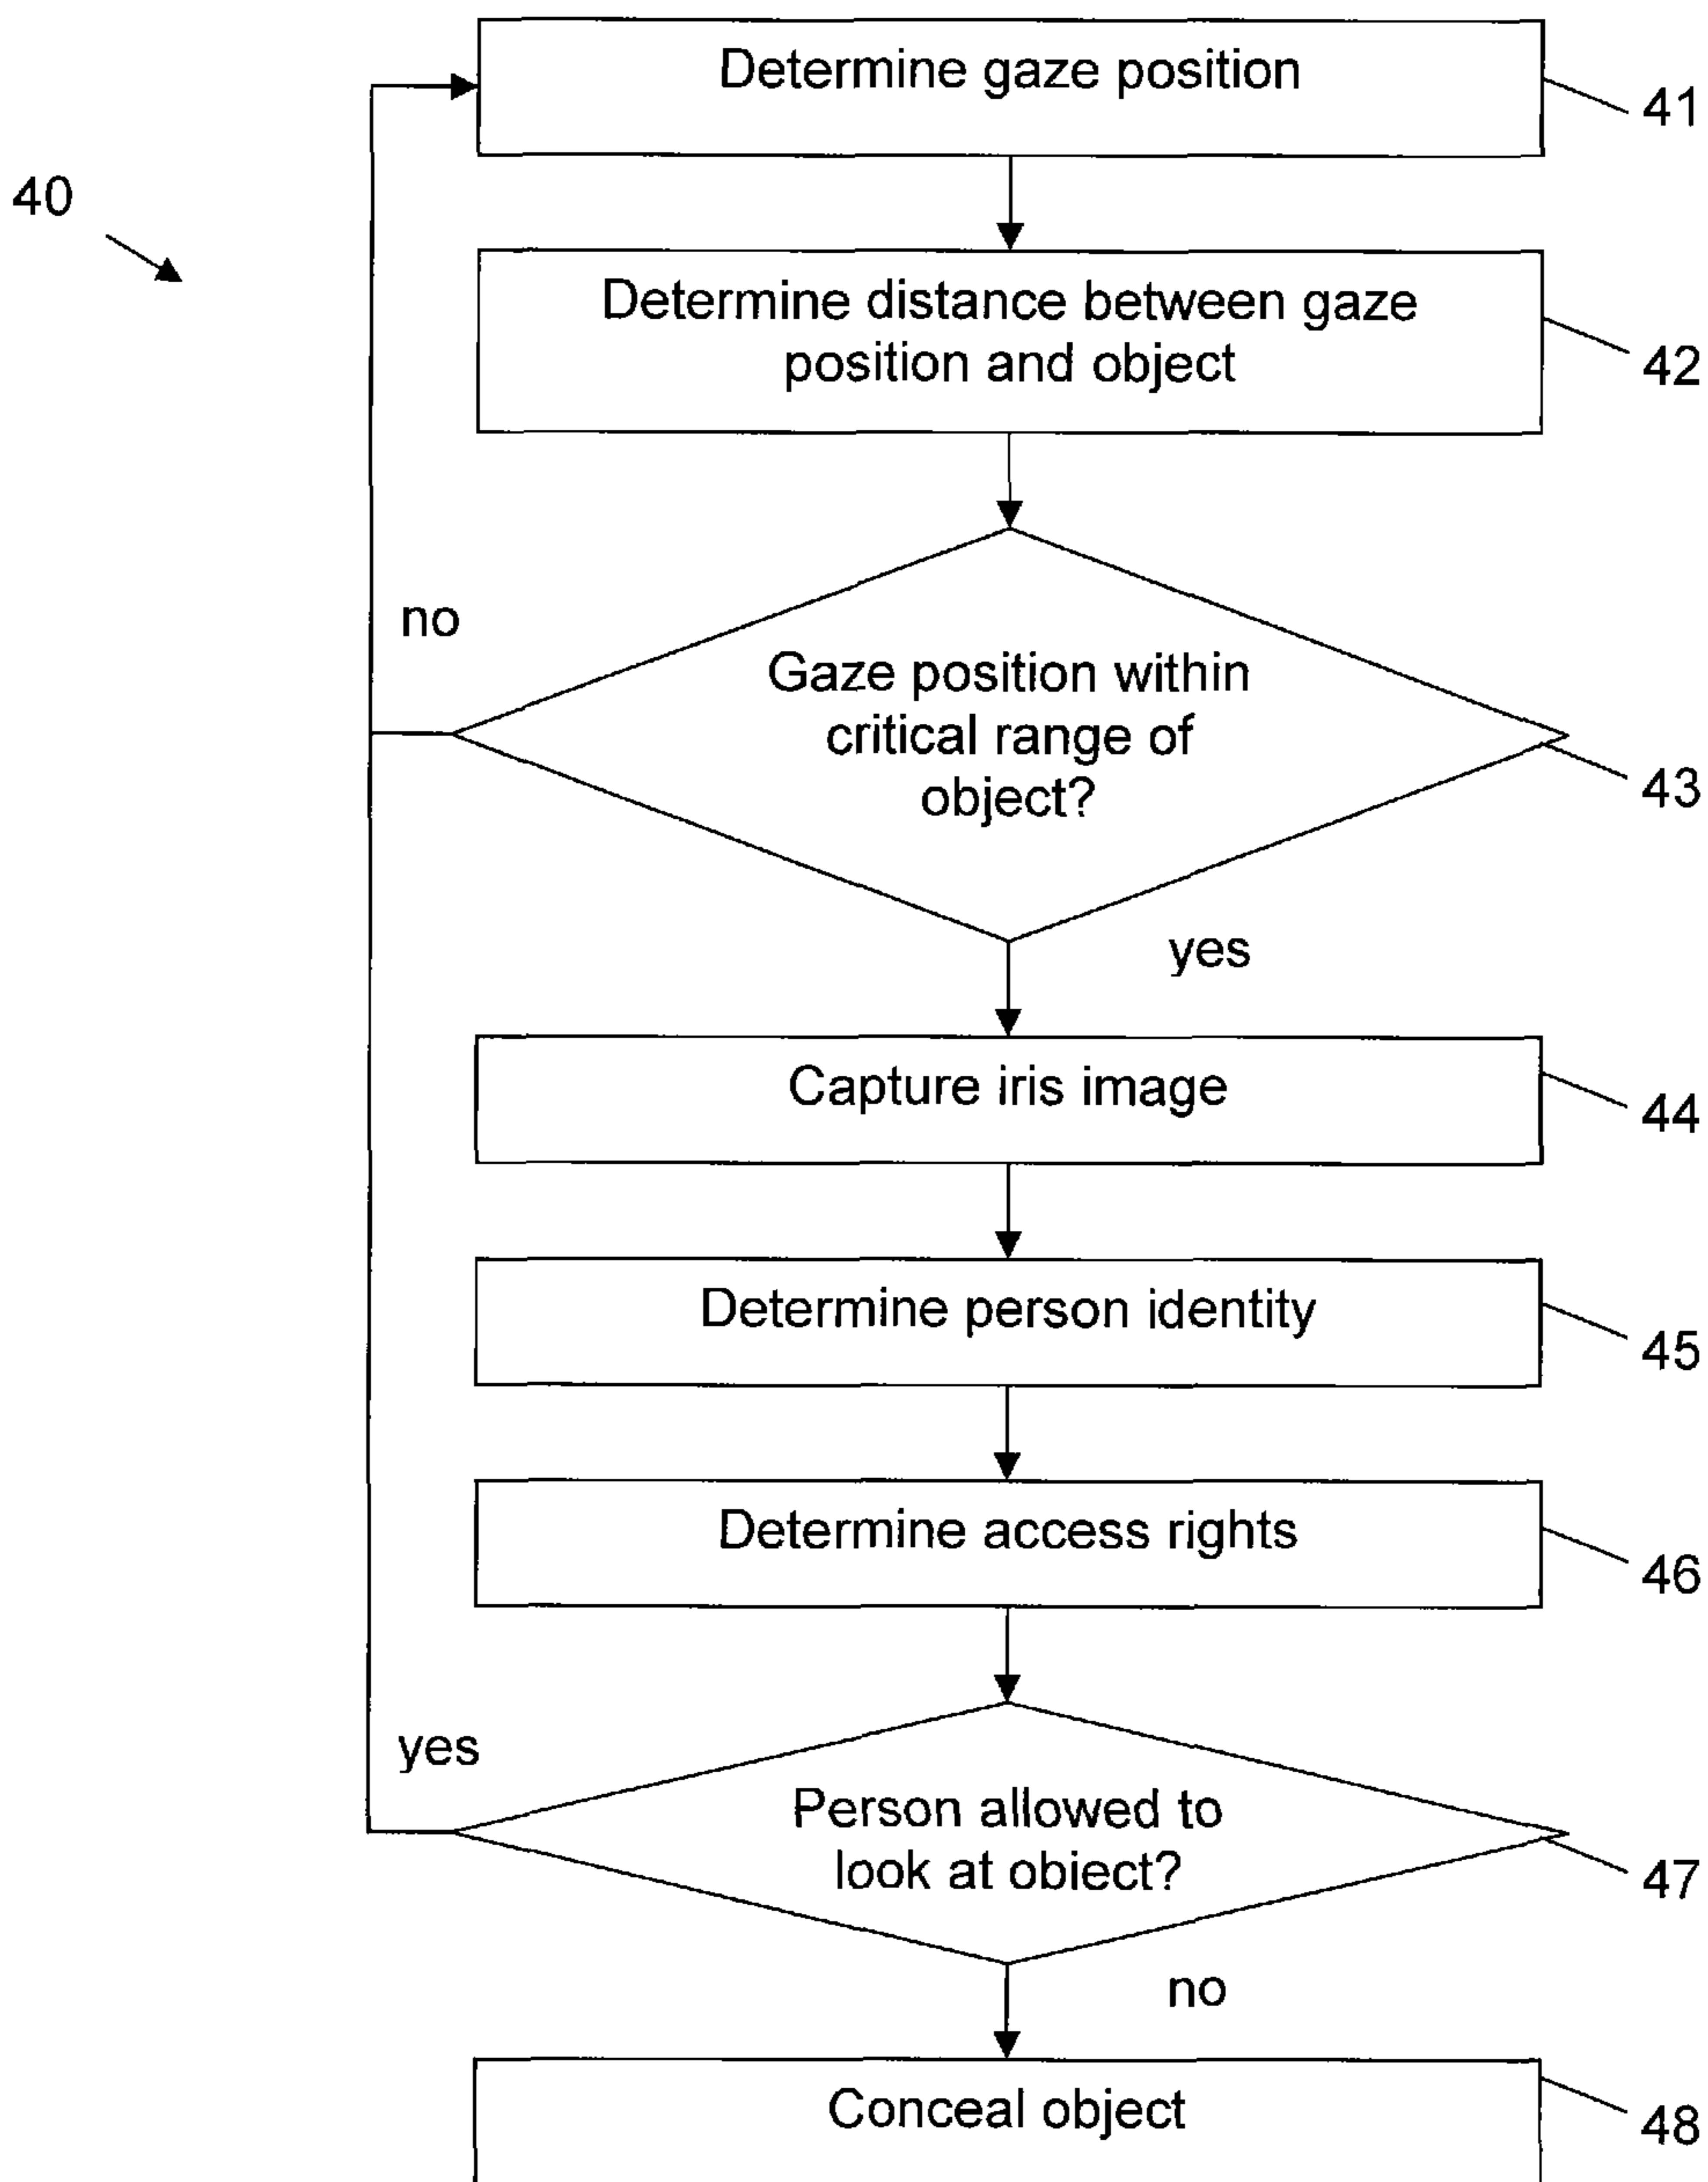 Determine gaze position
41
40
Determine distance between gaze
position and object
42
no
Gaze position within
critical range of
object?
43
yes
Capture iris image
44
Determine person identity
45
Determine access rights
46
yes
Person allowed to
look at obiect?
47
no
Conceal object
48